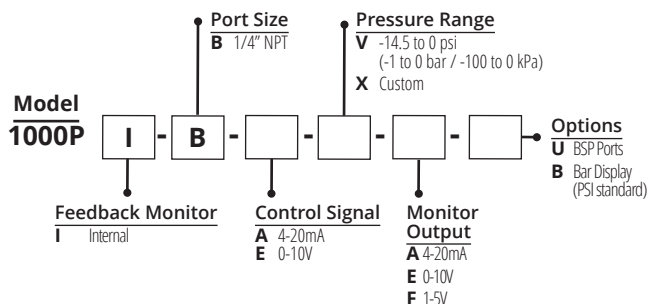 Port Size
B 1/4” NPT
Pressure Range
V -14.5 to 0 psi
(-1 to 0 bar / -100 to 0 kPa)
X Custom
Model
1000P I - B - - - -
Options
U BSP Ports
B Bar Display
(PSI standard)
Feedback Monitor
I Internal
Control Signal
A 4-20mA
E 0-10V
Monitor
Output
A 4-20mA
E 0-10V
F 1-5V